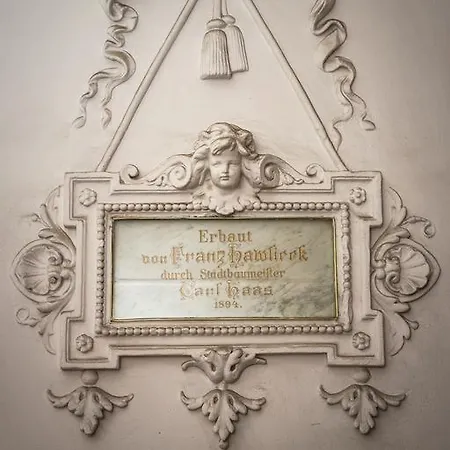 Erbaut
von Franz Hawlicek
durch Stadtbaumeister
Carl Haas
1894.